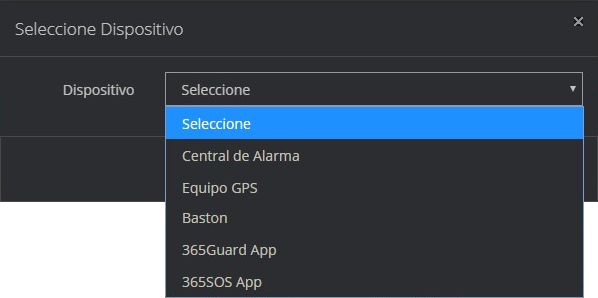 Seleccione Dispositivo
Dispositivo
Seleccione
Seleccione
Central de Alarma
Equipo GPS
Baston
365Guard App
365SOS App